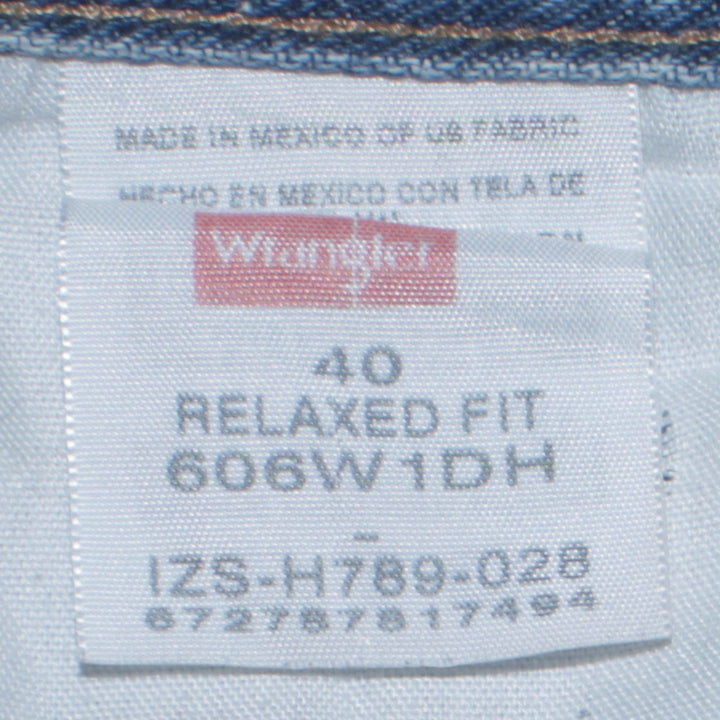 MADE IN MEXICO OF US FABRIC
HECHO EN MEXICO CON TELA DE
Wrangler
40
RELAXED FIT
606W1DH
-
IZS-H789-028
672787817494